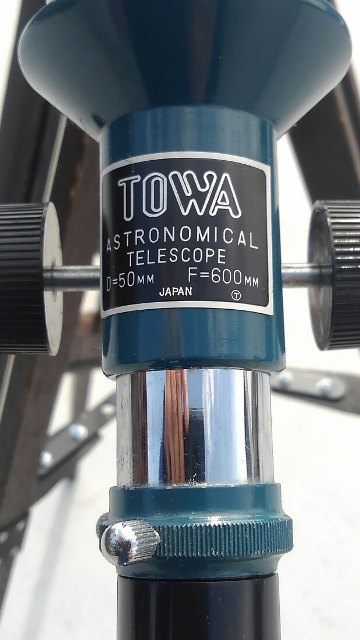 TOWA
ASTRONOMICAL
TELESCOPE
D=50MM F=600MM
JAPAN Ⓣ